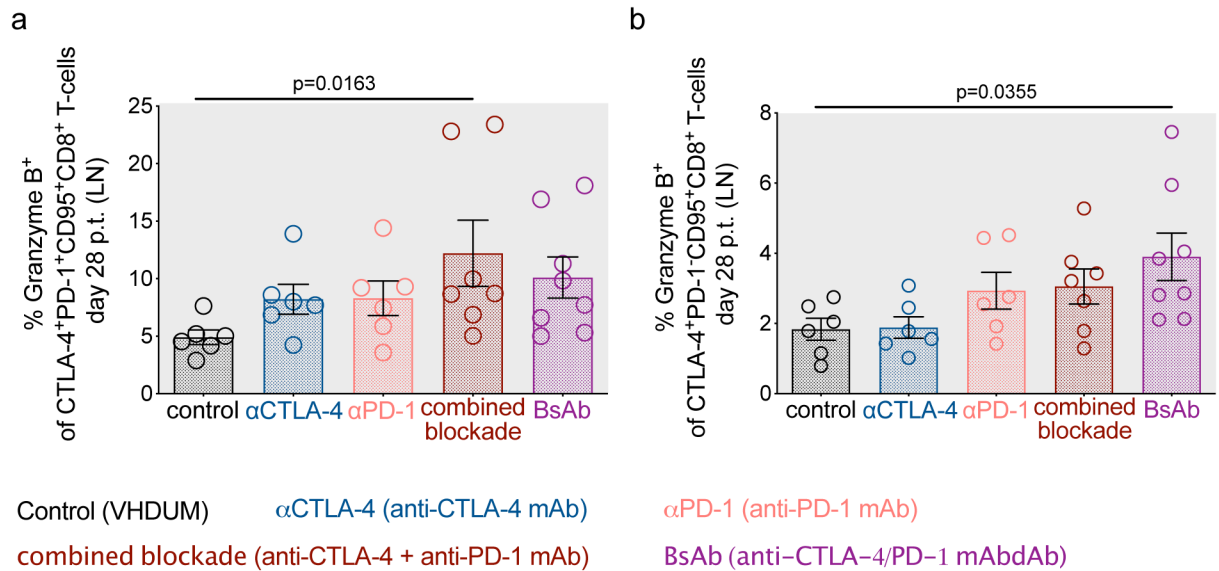 a
p=0.0163
% Granzyme B⁺
of CTLA-4⁺PD-1⁺CD95⁺CD8⁺ T-cells
day 28 p.t. (LN)
25
20
15
10
5
0
control
αCTLA-4
αPD-1
combined
blockade
BsAb
b
p=0.0355
% Granzyme B⁺
of CTLA-4⁺PD-1⁻CD95⁺CD8⁺ T-cells
day 28 p.t. (LN)
8
6
4
2
0
control
αCTLA-4
αPD-1
combined
blockade
BsAb
Control (VHDUM)
αCTLA-4 (anti-CTLA-4 mAb)
αPD-1 (anti-PD-1 mAb)
combined blockade (anti-CTLA-4 + anti-PD-1 mAb)
BsAb (anti–CTLA–4/PD–1 mAbdAb)